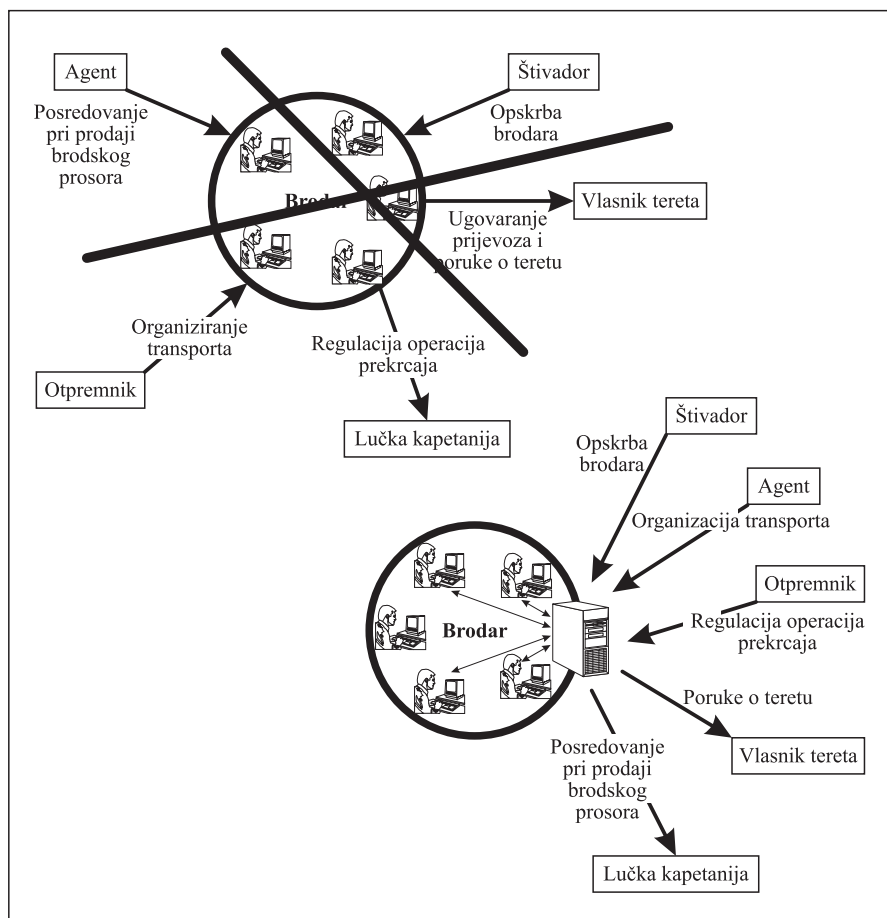 Agent
Štivador
Posredovanje
pri prodaji
brodskog
prosora
Opskrba
brodara
Brodar
Vlasnik tereta
Ugovaranje
prijevoza i
poruke o teretu
Organiziranje
transporta
Regulacija operacija
prekrcaja
Otpremnik
Lučka kapetanija
Štivador
Opskrba
brodara
Agent
Organizacija transporta
Otpremnik
Regulacija operacija
prekrcaja
Brodar
Poruke o teretu
Vlasnik tereta
Posredovanje
pri prodaji
brodskog
prosora
Lučka kapetanija